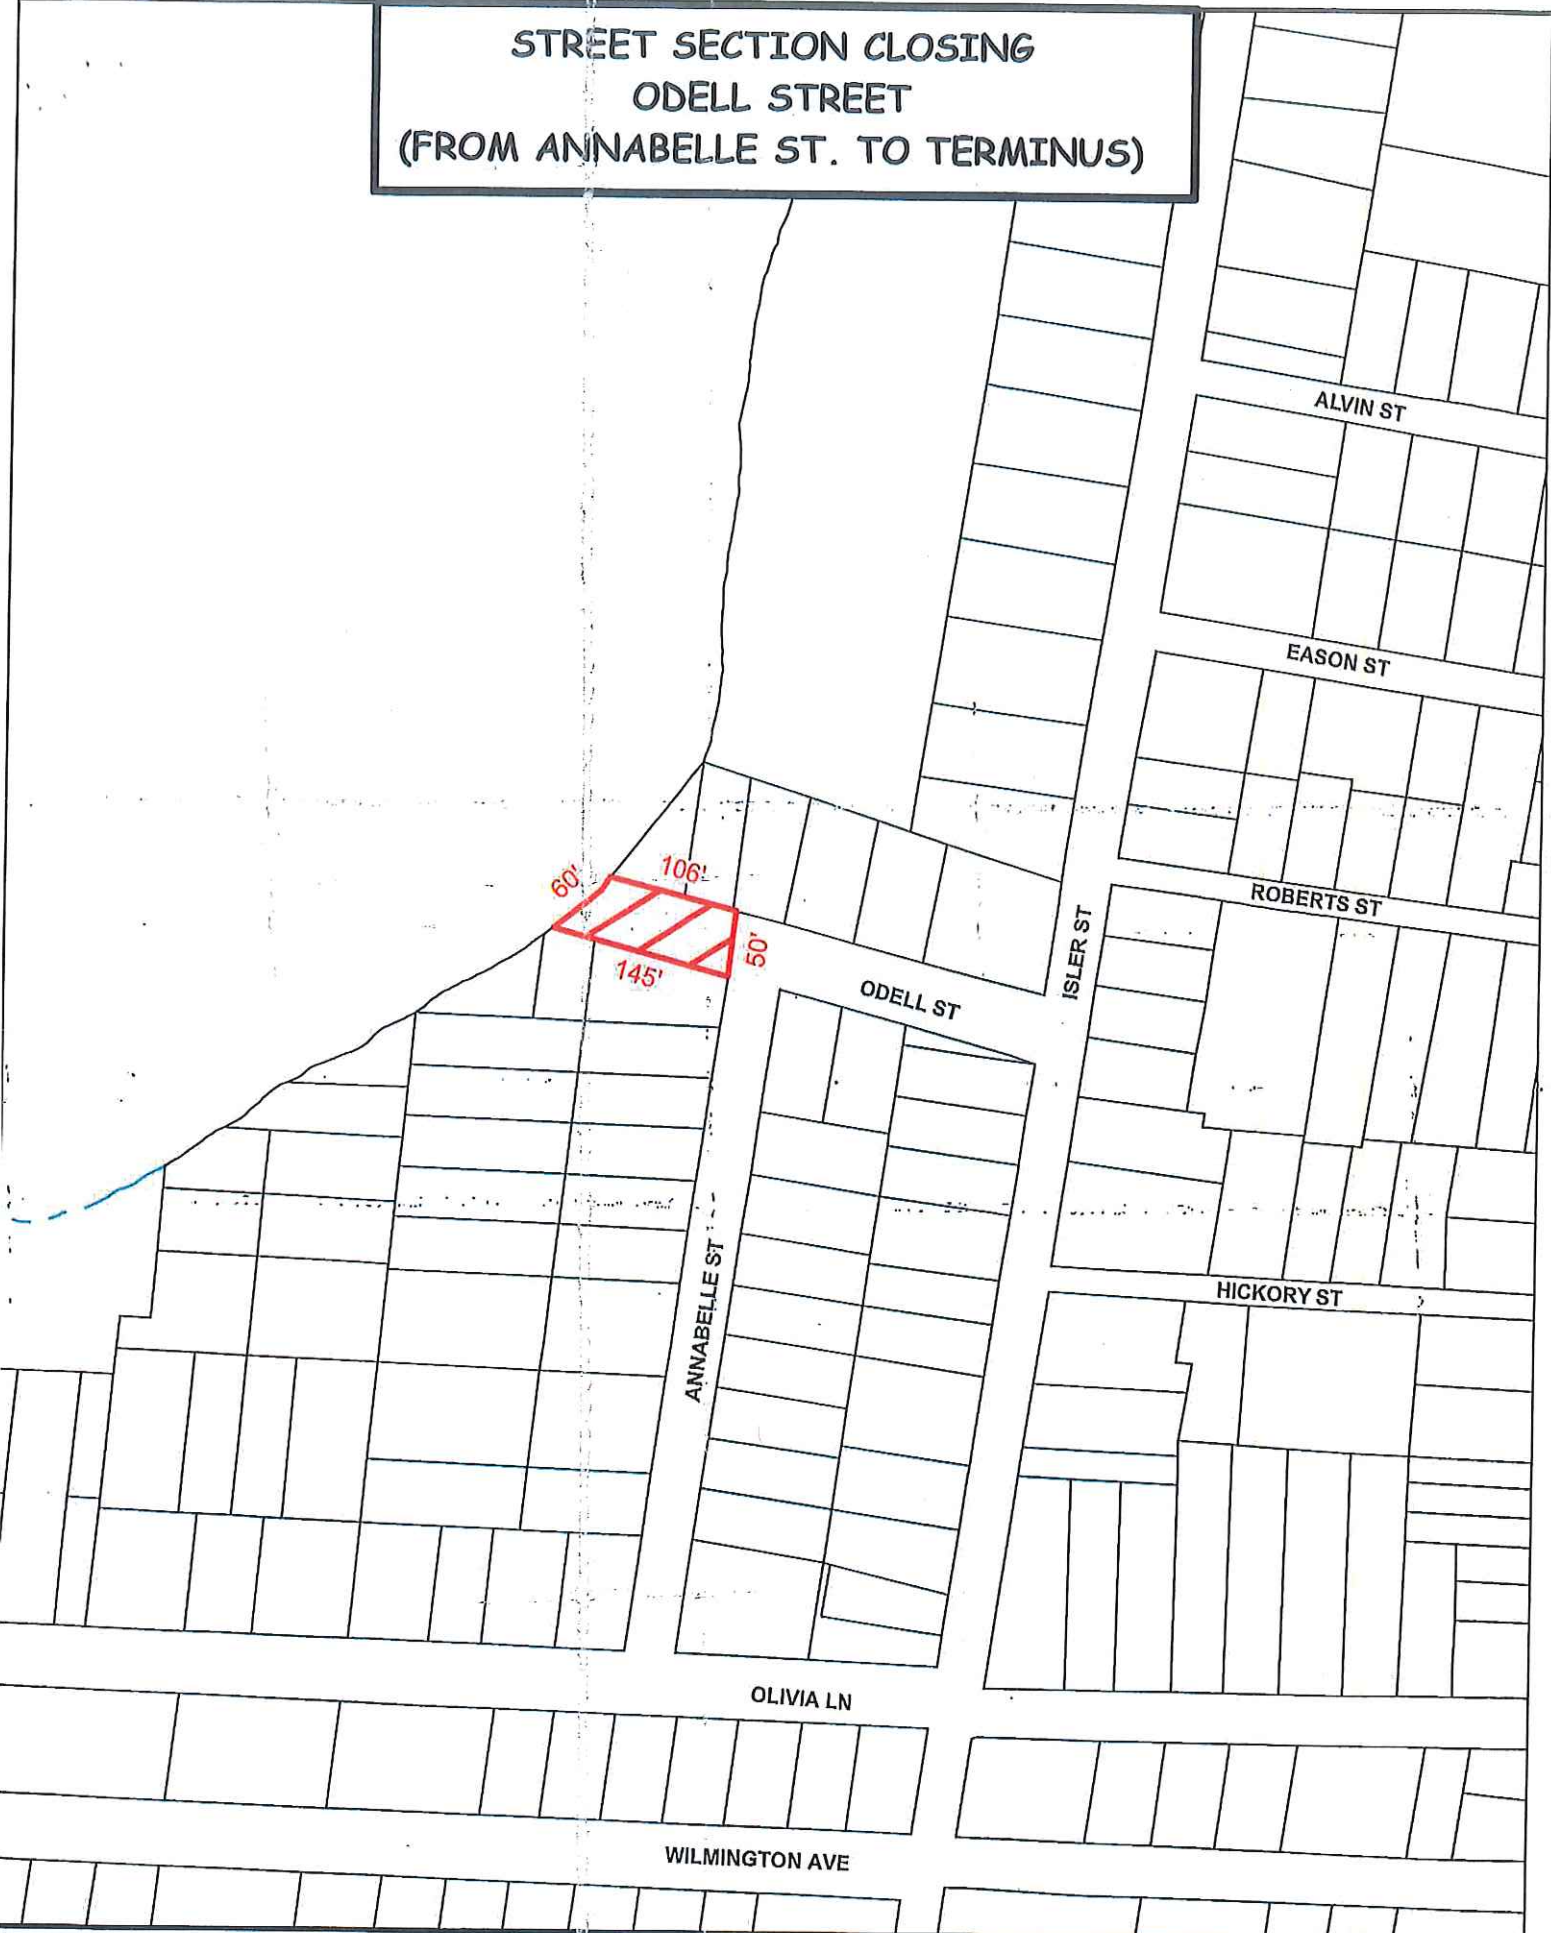 STREET SECTION CLOSING
ODELL STREET
(FROM ANNABELLE ST. TO TERMINUS)
ALVIN ST
EASON ST
106'
60'
ROBERTS ST
50'
ISLER ST
145'
ODELL ST
ANNABELLE ST
HICKORY ST
OLIVIA LN
WILMINGTON AVE